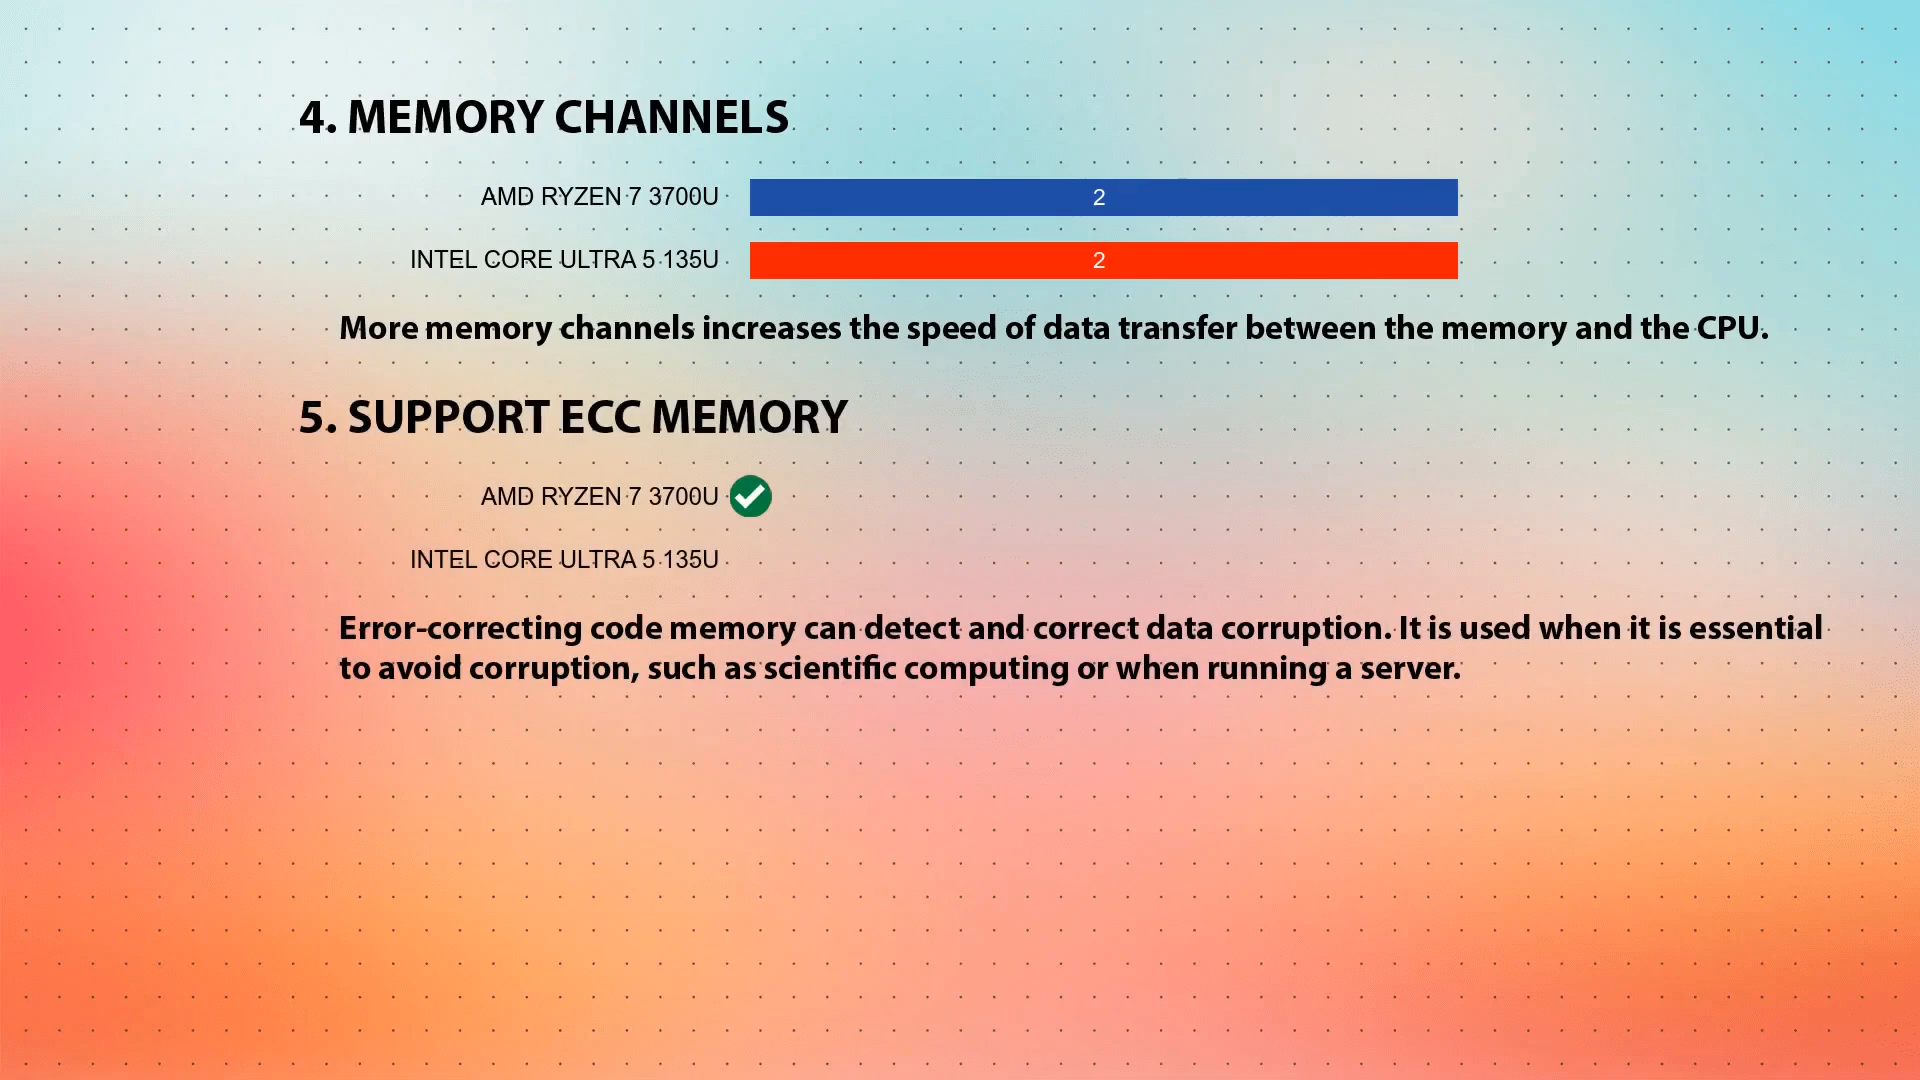 4. MEMORY CHANNELS
AMD RYZEN 7 3700U 2
INTEL CORE ULTRA 5 135U 2
More memory channels increases the speed of data transfer between the memory and the CPU.
5. SUPPORT ECC MEMORY
AMD RYZEN 7 3700U
INTEL CORE ULTRA 5 135U
Error-correcting code memory can detect and correct data corruption. It is used when it is essential
to avoid corruption, such as scientific computing or when running a server.